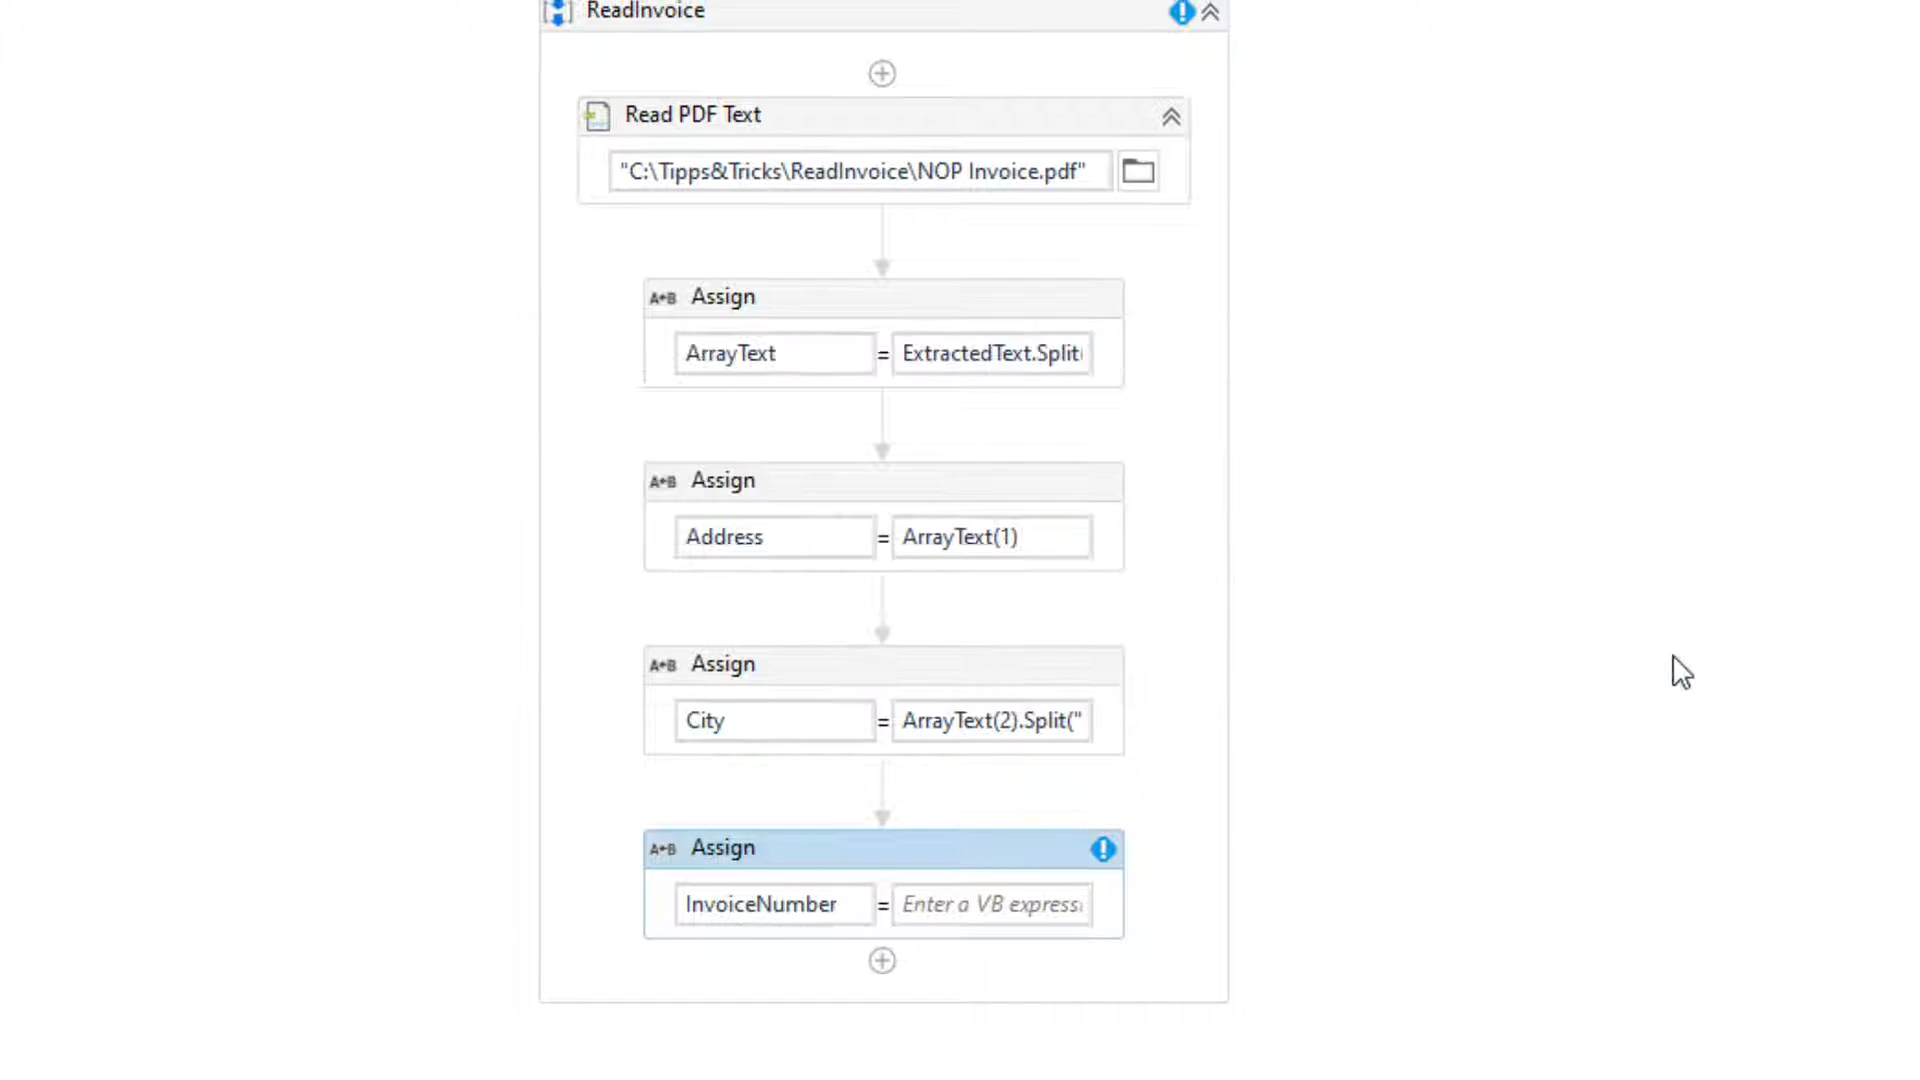 ReadInvoice
Read PDF Text
"C:\Tipps&Tricks\ReadInvoice\NOP Invoice.pdf"
A+B Assign
ArrayText = ExtractedText.Split(
A+B Assign
Address = ArrayText(1)
A+B Assign
City = ArrayText(2).Split("
A+B Assign
InvoiceNumber = Enter a VB express